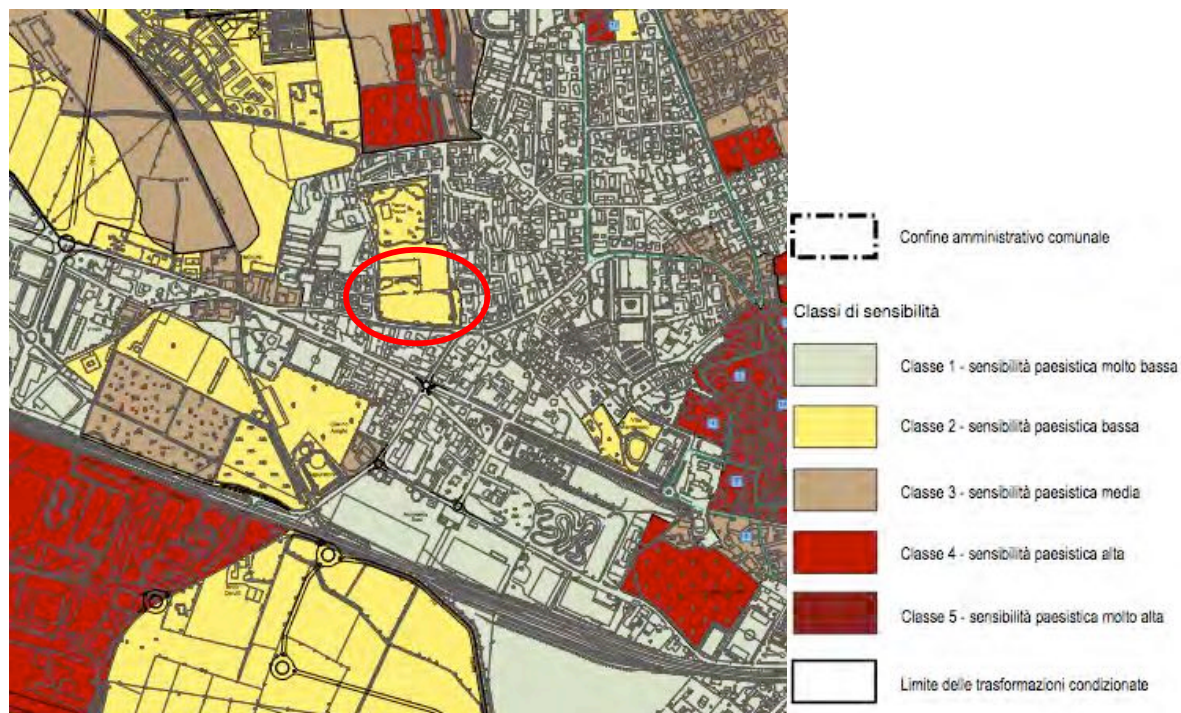 Confine amministrativo comunale
Classi di sensibilità
Classe 1 - sensibilità paesistica molto bassa
Classe 2 - sensibilità paesistica bassa
Classe 3 - sensibilità paesistica media
Classe 4 - sensibilità paesistica alta
Classe 5 - sensibilità paesistica molto alta
Limite delle trasformazioni condizionate